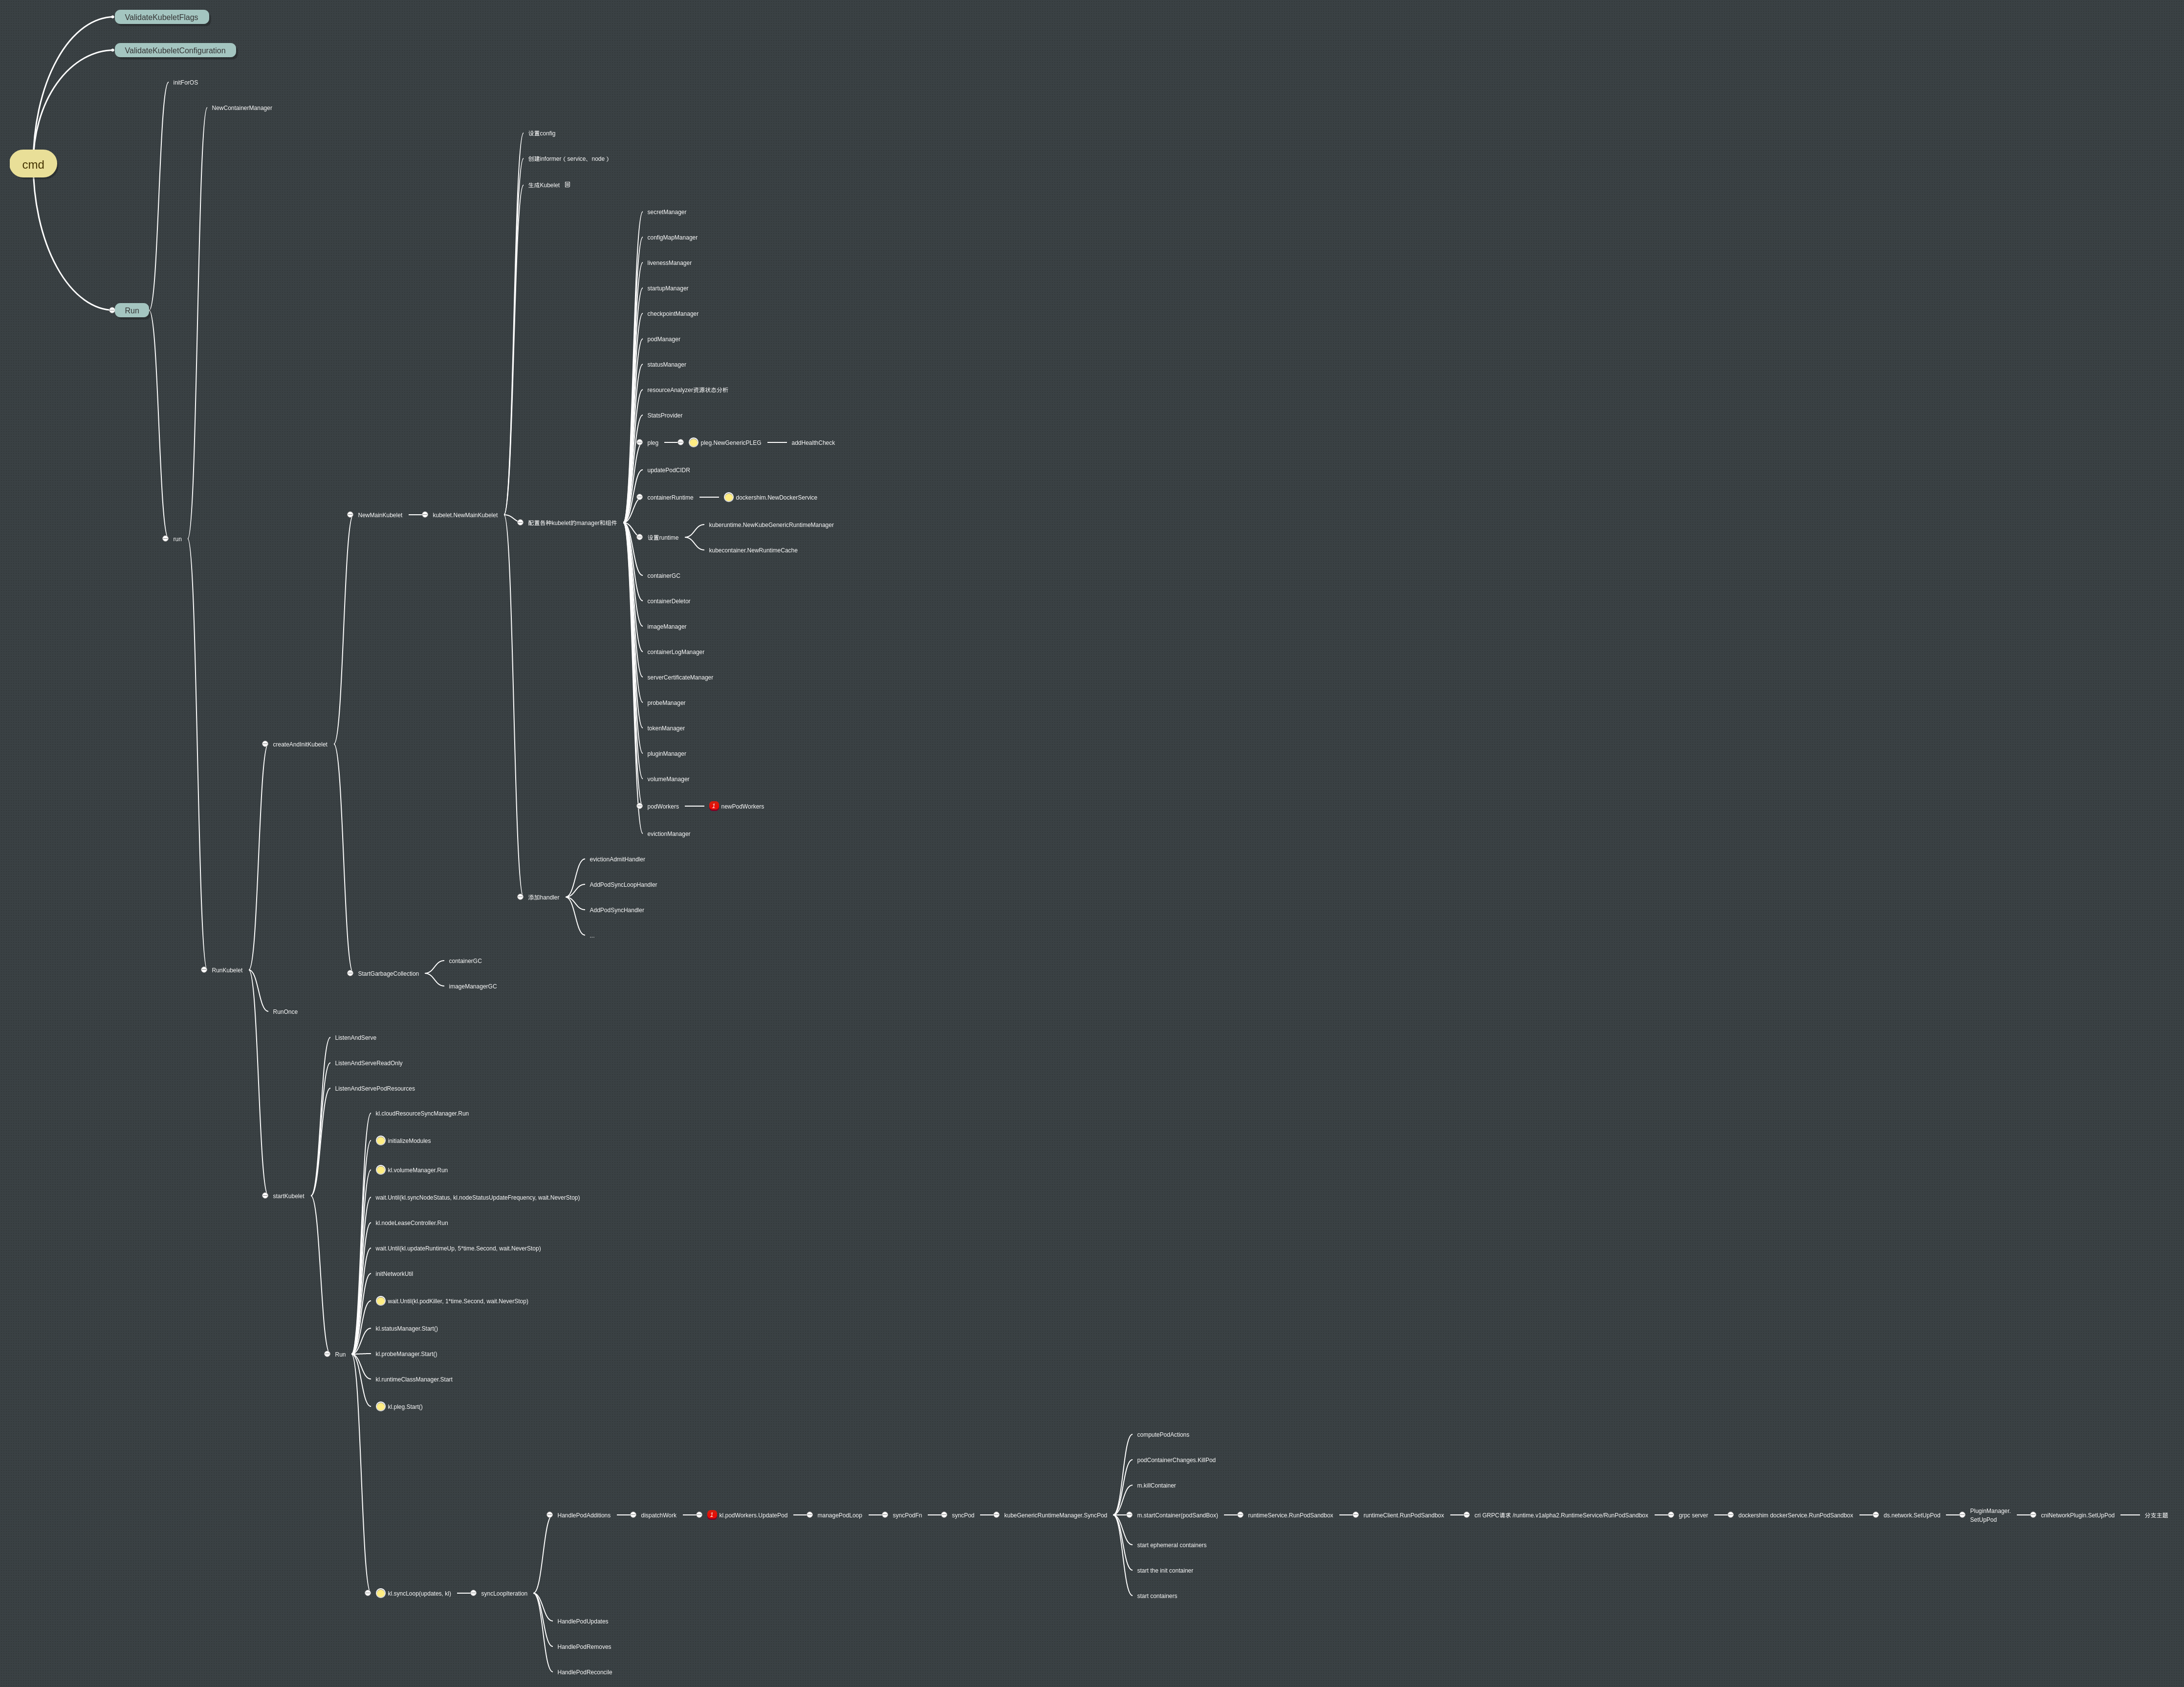 ValidateKubeletFlags
ValidateKubeletConfiguration
initForOS
NewContainerManager
设置config
cmd
创建informer（service，node）
生成Kubelet
secretManager
configMapManager
livenessManager
startupManager
Run
checkpointManager
podManager
statusManager
resourceAnalyzer资源状态分析
StatsProvider
pleg
pleg.NewGenericPLEG
addHealthCheck
updatePodCIDR
containerRuntime
dockershim.NewDockerService
NewMainKubelet
kubelet.NewMainKubelet
配置各种kubelet的manager和组件
kuberuntime.NewKubeGenericRuntimeManager
run
设置runtime
kubecontainer.NewRuntimeCache
containerGC
containerDeletor
imageManager
containerLogManager
serverCertificateManager
probeManager
tokenManager
createAndInitKubelet
pluginManager
volumeManager
podWorkers
1 newPodWorkers
evictionManager
evictionAdmitHandler
AddPodSyncLoopHandler
添加handler
AddPodSyncHandler
...
containerGC
RunKubelet
StartGarbageCollection
imageManagerGC
RunOnce
ListenAndServe
ListenAndServeReadOnly
ListenAndServePodResources
kl.cloudResourceSyncManager.Run
initializeModules
kl.volumeManager.Run
startKubelet
wait.Until(kl.syncNodeStatus, kl.nodeStatusUpdateFrequency, wait.NeverStop)
kl.nodeLeaseController.Run
wait.Until(kl.updateRuntimeUp, 5*time.Second, wait.NeverStop)
initNetworkUtil
wait.Until(kl.podKiller, 1*time.Second, wait.NeverStop)
kl.statusManager.Start()
Run
kl.probeManager.Start()
kl.runtimeClassManager.Start
kl.pleg.Start()
computePodActions
podContainerChanges.KillPod
m.killContainer
HandlePodAdditions
dispatchWork
1 kl.podWorkers.UpdatePod
managePodLoop
syncPodFn
syncPod
kubeGenericRuntimeManager.SyncPod
m.startContainer(podSandBox)
runtimeService.RunPodSandbox
runtimeClient.RunPodSandbox
cri GRPC请求 /runtime.v1alpha2.RuntimeService/RunPodSandbox
grpc server
dockershim dockerService.RunPodSandbox
ds.network.SetUpPod
PluginManager.
SetUpPod
cniNetworkPlugin.SetUpPod
分支主题
start ephemeral containers
start the init container
kl.syncLoop(updates, kl)
syncLoopIteration
start containers
HandlePodUpdates
HandlePodRemoves
HandlePodReconcile